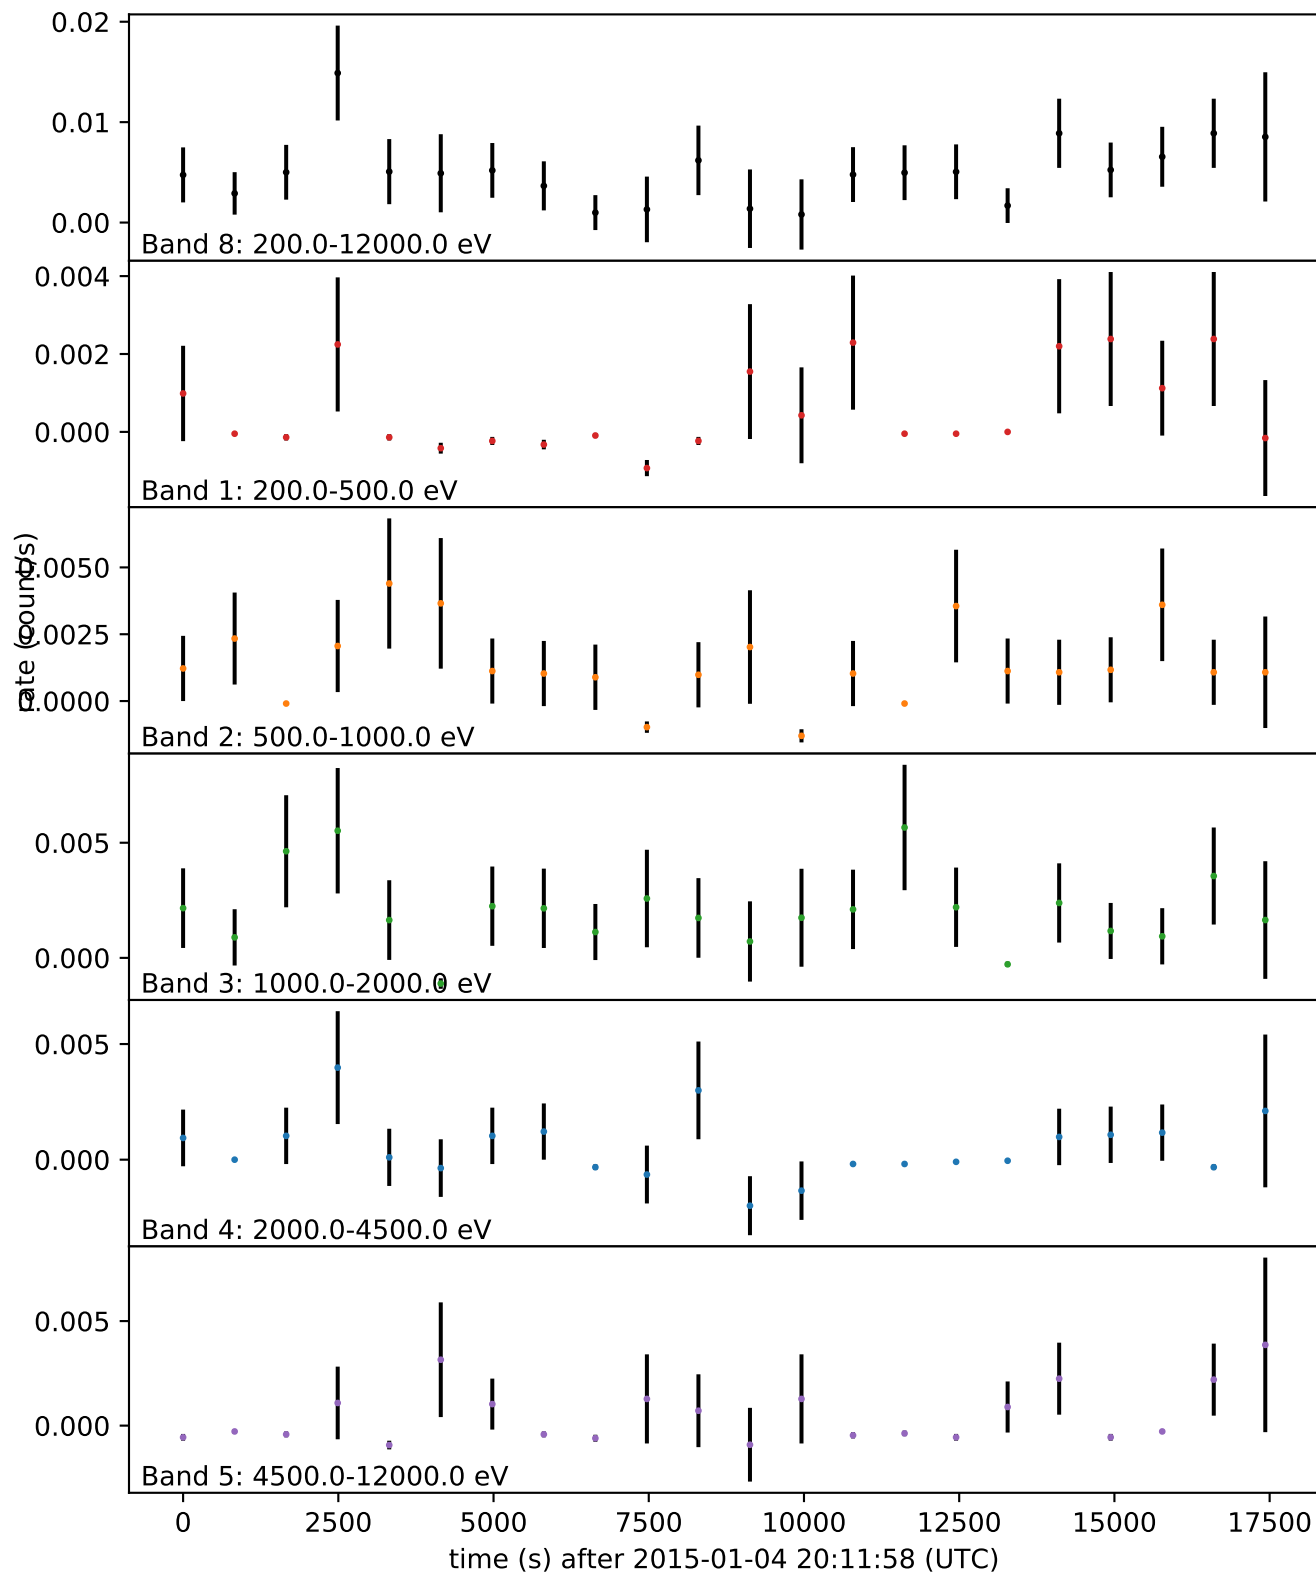 0.02
0.01
0.00
Band 8: 200.0-12000.0 eV
0.004
0.002
0.000
Band 1: 200.0-500.0 eV
rate (count/s)
0.0050
0.0025
0.0000
Band 2: 500.0-1000.0 eV
0.005
0.000
Band 3: 1000.0-2000.0 eV
0.005
0.000
Band 4: 2000.0-4500.0 eV
0.005
0.000
Band 5: 4500.0-12000.0 eV
0 2500 5000 7500 10000 12500 15000 17500
time (s) after 2015-01-04 20:11:58 (UTC)